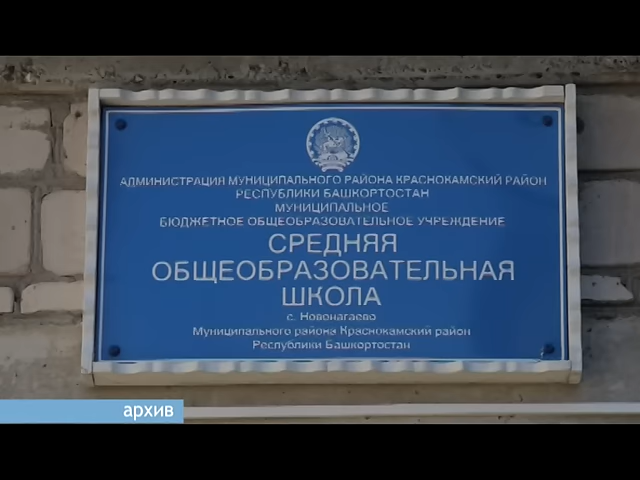 АДМИНИСТРАЦИЯ МУНИЦИПАЛЬНОГО РАЙОНА КРАСНОКАМСКИЙ РАЙОН
РЕСПУБЛИКИ БАШКОРТОСТАН
МУНИЦИПАЛЬНОЕ
БЮДЖЕТНОЕ ОБЩЕОБРАЗОВАТЕЛЬНОЕ УЧРЕЖДЕНИЕ
СРЕДНЯЯ
ОБЩЕОБРАЗОВАТЕЛЬНАЯ
ШКОЛА
с. Новонагаево
Муниципального района Краснокамский район
Республики Башкортостан
архив